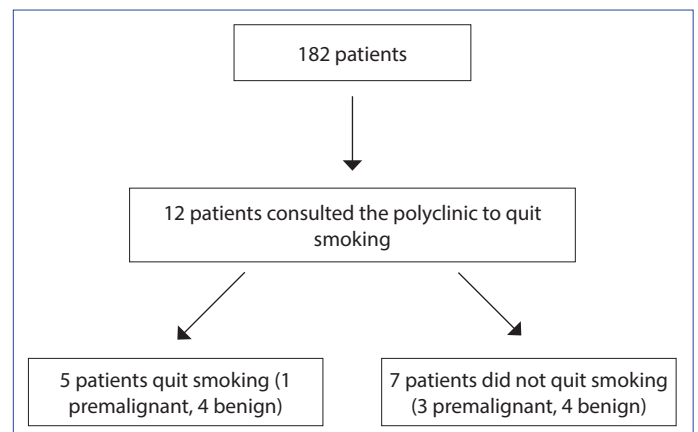 182 patients
12 patients consulted the polyclinic to quit
smoking
5 patients quit smoking (1
premalignant, 4 benign)
7 patients did not quit smoking
(3 premalignant, 4 benign)